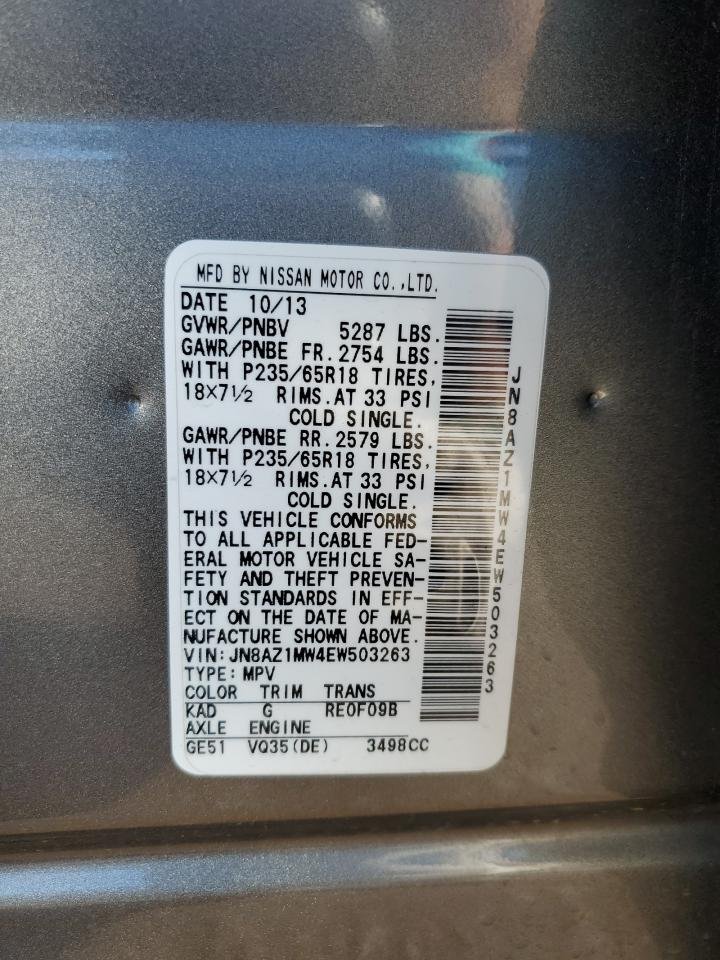 MFD BY NISSAN MOTOR CO.,LTD.
DATE 10/13
GVWR/PNBV 5287 LBS.
GAWR/PNBE FR. 2754 LBS.
WITH P235/65R18 TIRES,
18X7½ RIMS. AT 33 PSI
COLD SINGLE.
GAWR/PNBE RR. 2579 LBS.
WITH P235/65R18 TIRES,
18X7½ RIMS. AT 33 PSI
COLD SINGLE.
THIS VEHICLE CONFORMS
TO ALL APPLICABLE FED-
ERAL MOTOR VEHICLE SA-
FETY AND THEFT PREVEN-
TION STANDARDS IN EFF-
ECT ON THE DATE OF MA-
NUFACTURE SHOWN ABOVE.
VIN: JN8AZ1MW4EW503263
TYPE: MPV
COLOR TRIM TRANS
KAD G RE0F09B
AXLE ENGINE
GE51 VQ35(DE) 3498CC
JN8AZ1MW4EW503263